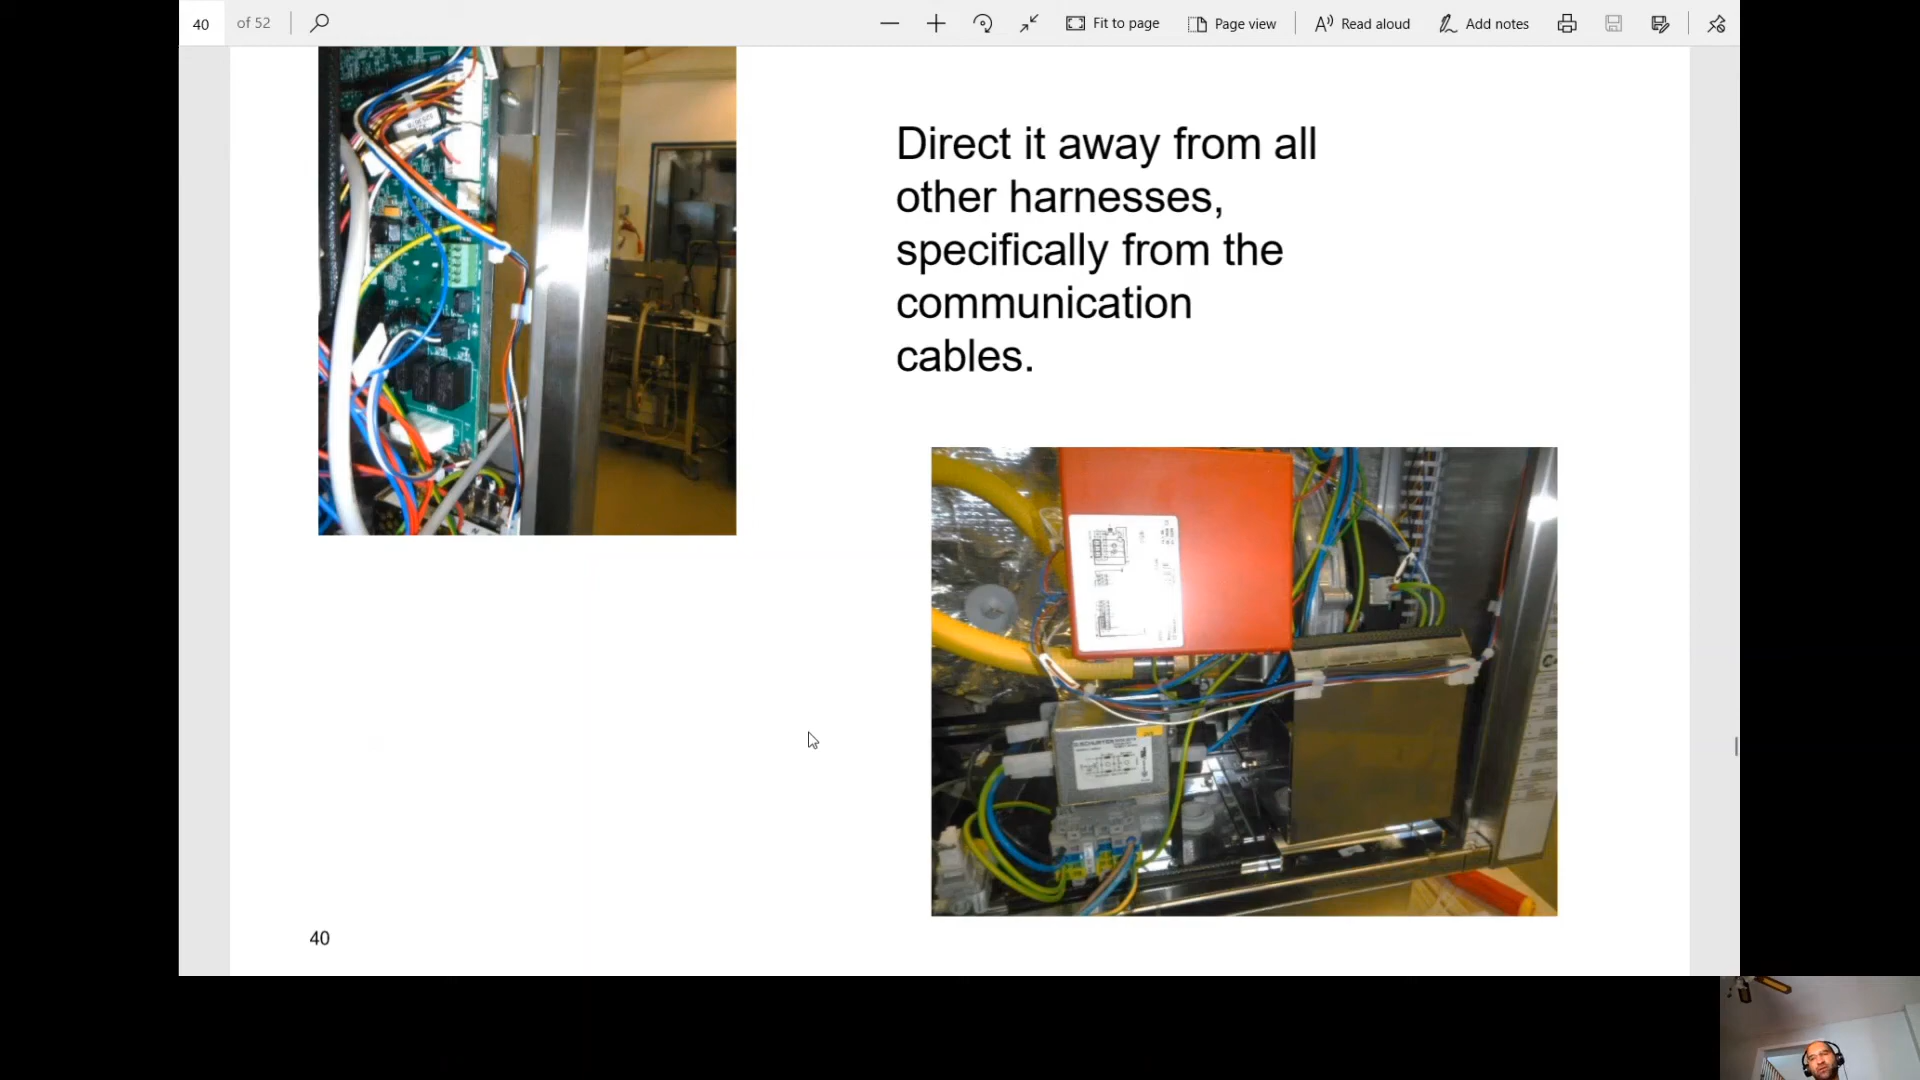 40 of 52 Fit to page Page view Read aloud Add notes
Direct it away from all
other harnesses,
specifically from the
communication
cables.
SCHURTER
40